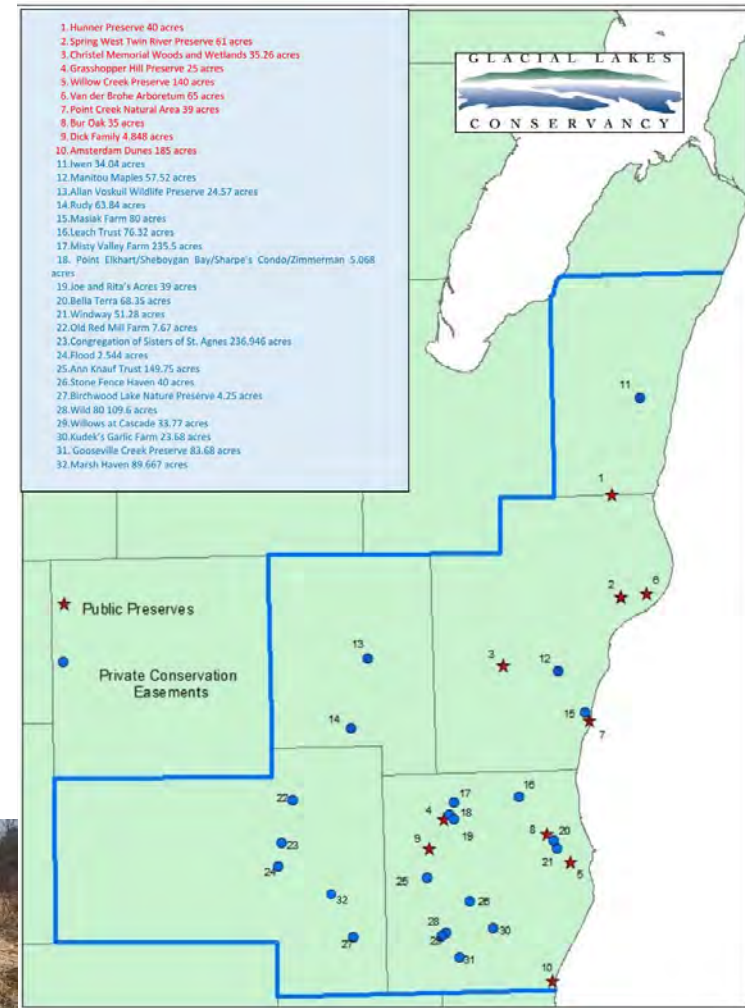 1. Hunner Preserve 40 acres
2. Spring West Twin River Preserve 61 acres
3. Christel Memorial Woods and Wetlands 35.26 acres
4. Grasshopper Hill Preserve 25 acres
5. Willow Creek Preserve 140 acres
6. Van der Brohe Arboretum 65 acres
7. Point Creek Natural Area 39 acres
8. Bur Oak 35 acres
9. Dick Family 4.848 acres
10. Amsterdam Dunes 185 acres
11. Iwen 34.04 acres
12. Manitou Maples 57.52 acres
13. Allan Voskuil Wildlife Preserve 24.57 acres
14. Rudy 63.84 acres
15. Masiak Farm 80 acres
16. Leach Trust 76.32 acres
17. Misty Valley Farm 235.5 acres
18. Point Elkhart/Sheboygan Bay/Sharpe's Condo/Zimmerman 5.068
acres
19. Joe and Rita's Acres 39 acres
20. Bella Terra 68.35 acres
21. Windway 51.28 acres
22. Old Red Mill Farm 7.67 acres
23. Congregation of Sisters of St. Agnes 236.946 acres
24. Flood 2.544 acres
25. Ann Knauf Trust 149.75 acres
26. Stone Fence Haven 40 acres
27. Birchwood Lake Nature Preserve 4.25 acres
28. Wild 80 109.6 acres
29. Willows at Cascade 33.77 acres
30. Kudek's Garlic Farm 23.68 acres
31. Gooseville Creek Preserve 83.68 acres
32. Marsh Haven 89.667 acres
GLACIAL LAKES
CONSERVANCY
11
1
2 6
Public Preserves
13
3 12
Private Conservation
Easements
15
14
7
22
17 16
4 18
19
8 20
23
9
21
5
24
25
32
26
27
28
30
29
31
10